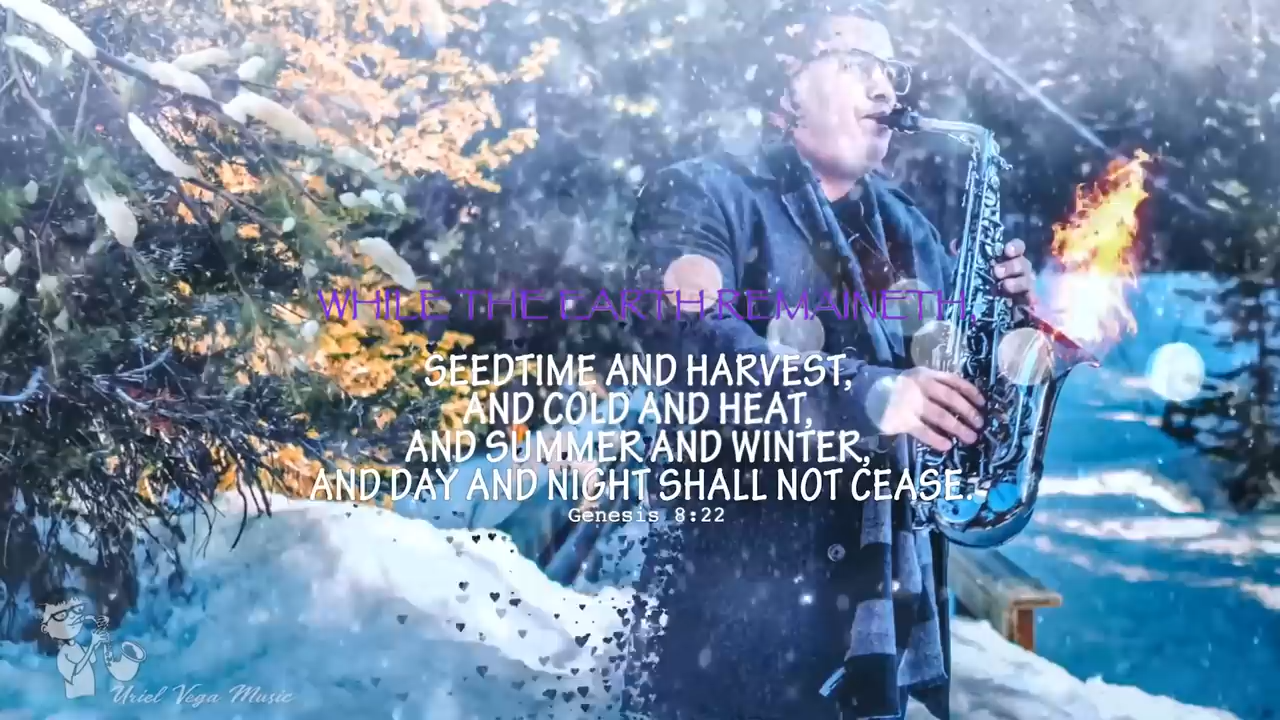 WHILE THE EARTH REMAINETH,
SEEDTIME AND HARVEST,
AND COLD AND HEAT,
AND SUMMER AND WINTER,
AND DAY AND NIGHT SHALL NOT CEASE.
Genesis 8:22
Uriel Vega Music